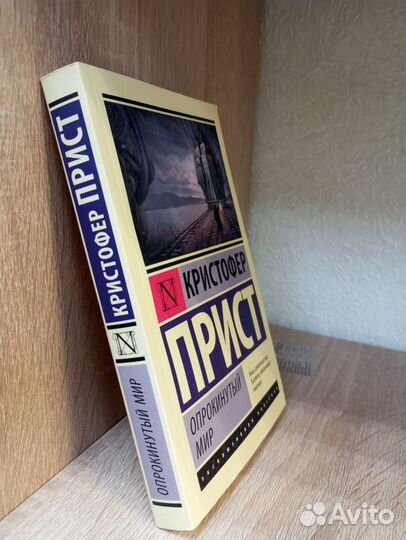 КРИСТОФЕР ПРИСТ
N
ОПРОКИНУТЫЙ МИР
N
КРИСТОФЕР
ПРИСТ
ОПРОКИНУТЫЙ
МИР
ЭКСКЛЮЗИВНАЯ КЛАССИКА
Avito